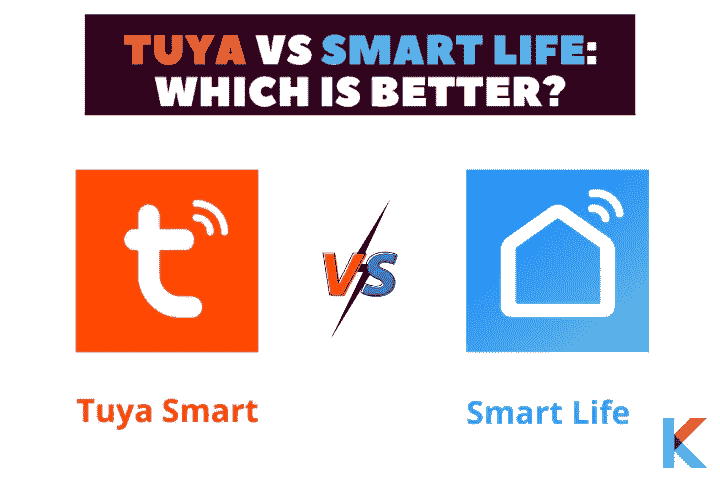 TUYA VS SMART LIFE:
WHICH IS BETTER?
t
VS
Tuya Smart
Smart Life
K